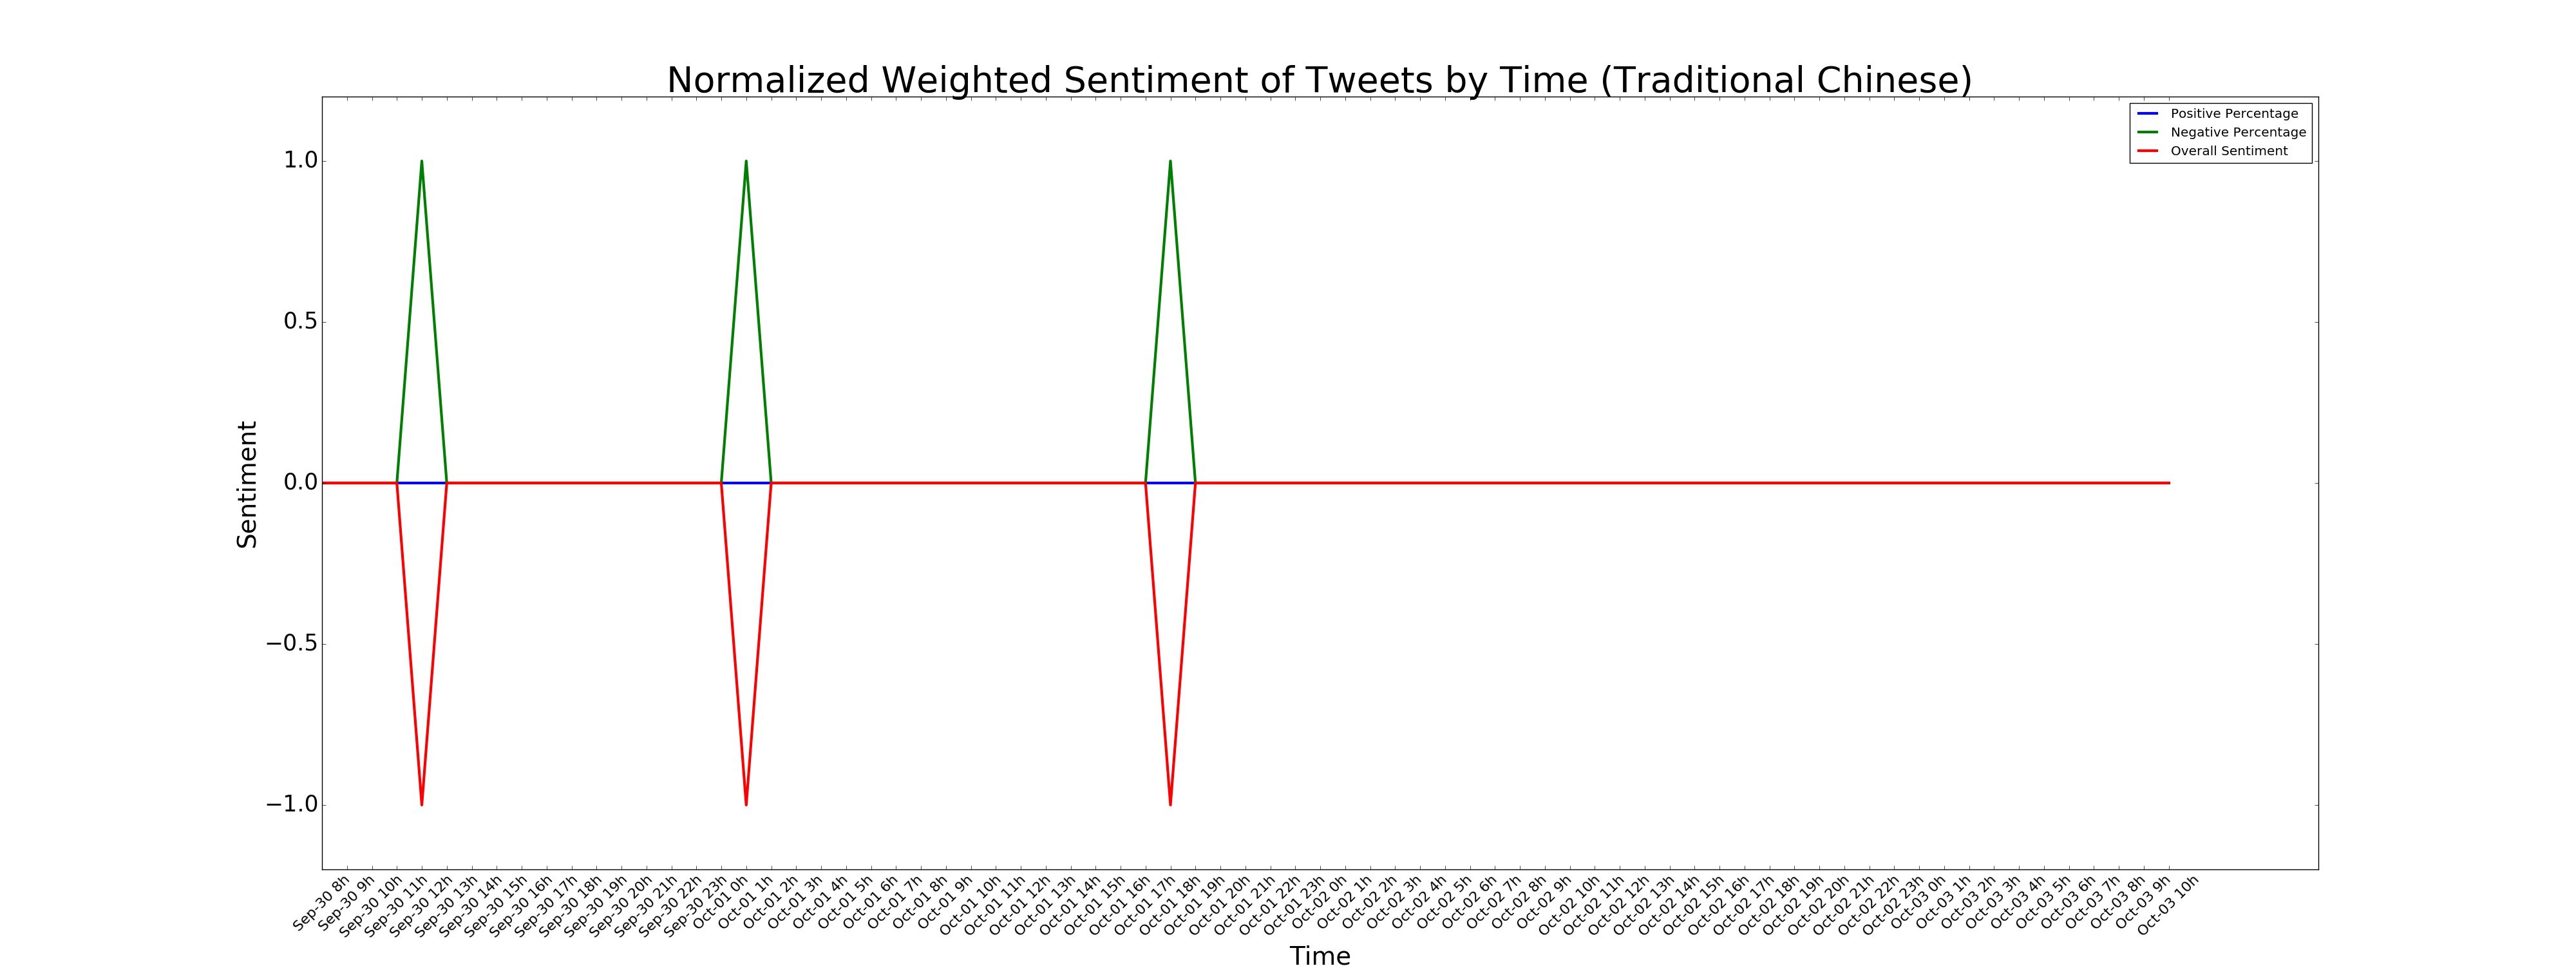 Normalized Weighted Sentiment of Tweets by Time (Traditional Chinese)
Positive Percentage
Negative Percentage
Overall Sentiment
1.0
0.5
0.0
−0.5
−1.0
Sentiment
Sep-30 8h
Sep-30 9h
Sep-30 10h
Sep-30 11h
Sep-30 12h
Sep-30 13h
Sep-30 14h
Sep-30 15h
Sep-30 16h
Sep-30 17h
Sep-30 18h
Sep-30 19h
Sep-30 20h
Sep-30 21h
Sep-30 22h
Sep-30 23h
Oct-01 0h
Oct-01 1h
Oct-01 2h
Oct-01 3h
Oct-01 4h
Oct-01 5h
Oct-01 6h
Oct-01 7h
Oct-01 8h
Oct-01 9h
Oct-01 10h
Oct-01 11h
Oct-01 12h
Oct-01 13h
Oct-01 14h
Oct-01 15h
Oct-01 16h
Oct-01 17h
Oct-01 18h
Oct-01 19h
Oct-01 20h
Oct-01 21h
Oct-01 22h
Oct-01 23h
Oct-02 0h
Oct-02 1h
Oct-02 2h
Oct-02 3h
Oct-02 4h
Oct-02 5h
Oct-02 6h
Oct-02 7h
Oct-02 8h
Oct-02 9h
Oct-02 10h
Oct-02 11h
Oct-02 12h
Oct-02 13h
Oct-02 14h
Oct-02 15h
Oct-02 16h
Oct-02 17h
Oct-02 18h
Oct-02 19h
Oct-02 20h
Oct-02 21h
Oct-02 22h
Oct-02 23h
Oct-03 0h
Oct-03 1h
Oct-03 2h
Oct-03 3h
Oct-03 4h
Oct-03 5h
Oct-03 6h
Oct-03 7h
Oct-03 8h
Oct-03 9h
Oct-03 10h
Time